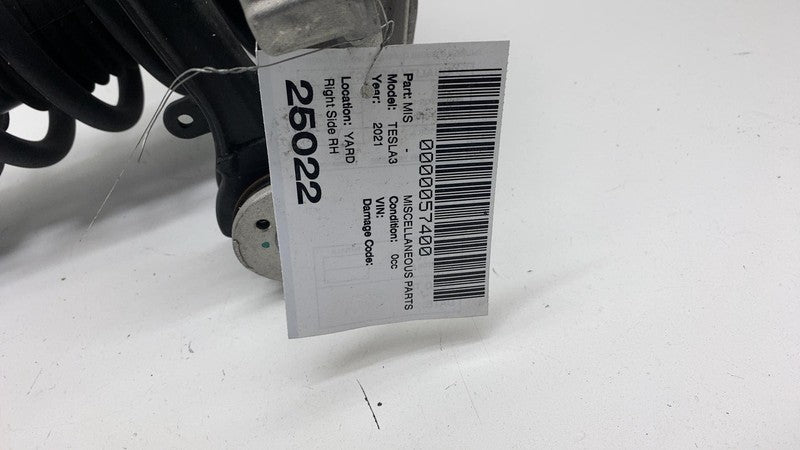 0000057400
Part: MIS - MISCELLANEOUS PARTS
Model: TESLA3 Condition: 0cc
Year: 2021 VIN:
Damage Code:
Location: YARD
Right Side RH
25022